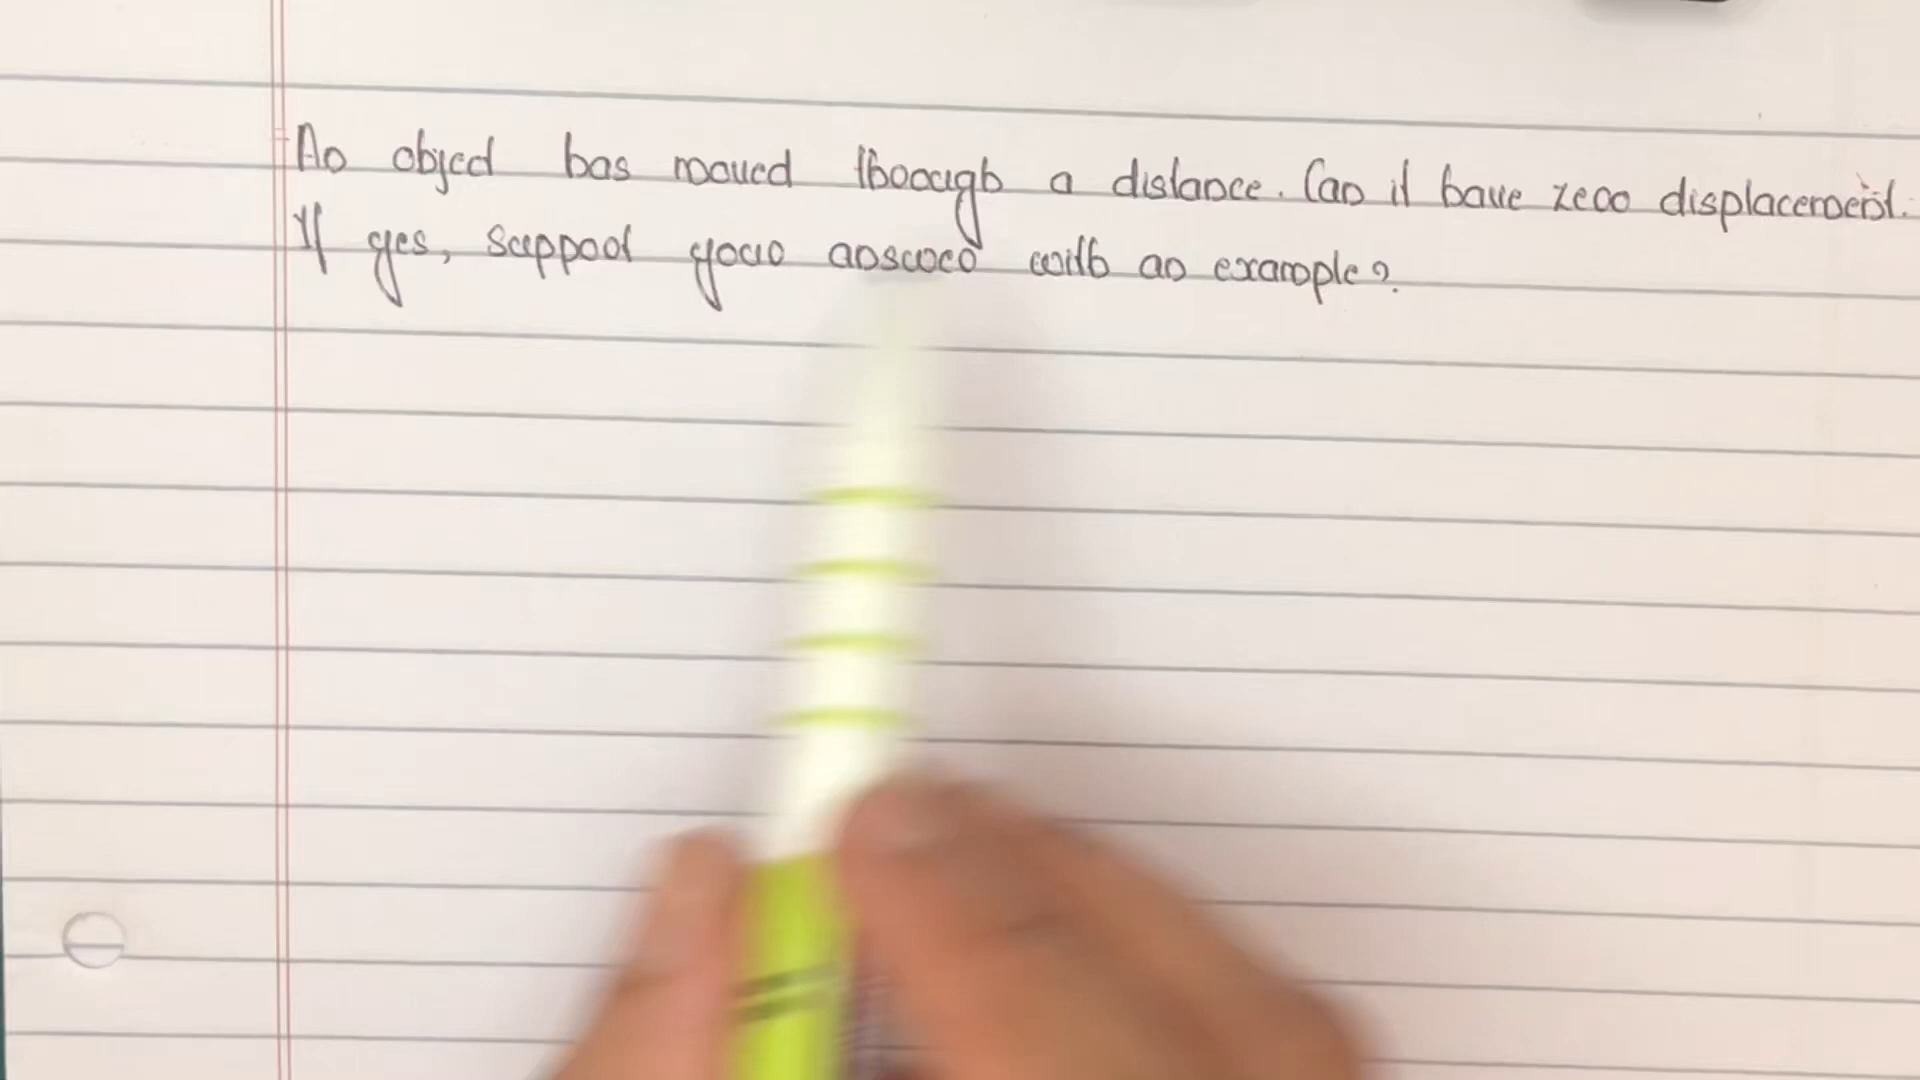 An object has moved through a distance. Can it have zero displacement.
If yes, support your answer with an example?